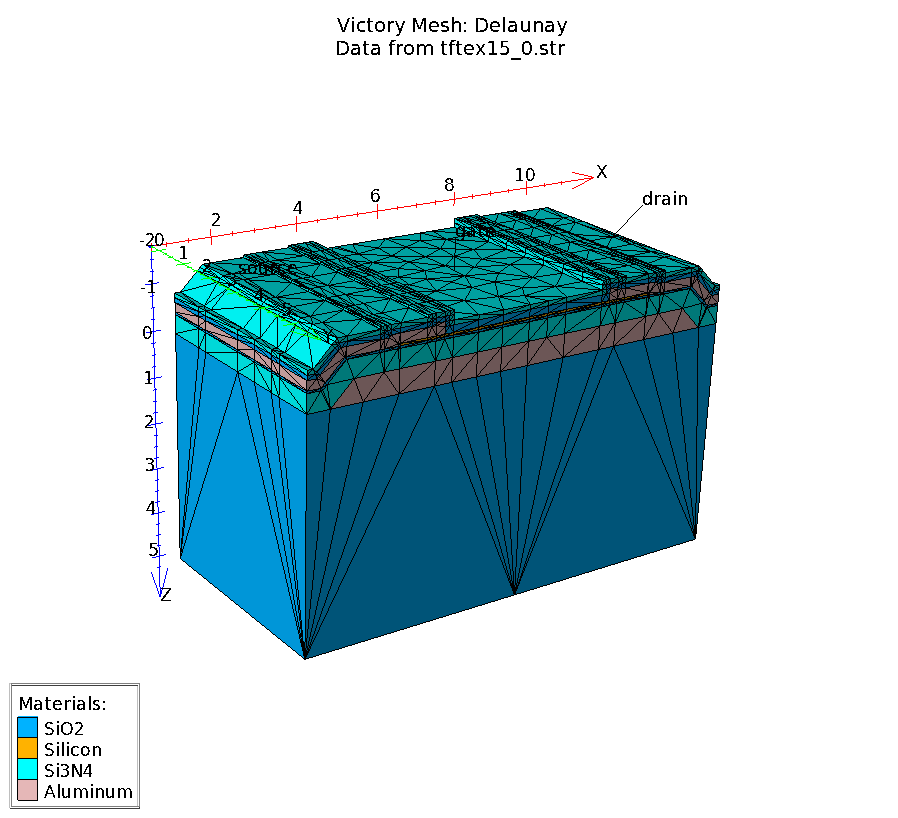 Victory Mesh: Delaunay
Data from tftex15_0.str
X
10
8
6
4
2
drain
gate
source
-20
1
2
-1
0
1
2
3
4
5
Z
Materials:
SiO2
Silicon
Si3N4
Aluminum